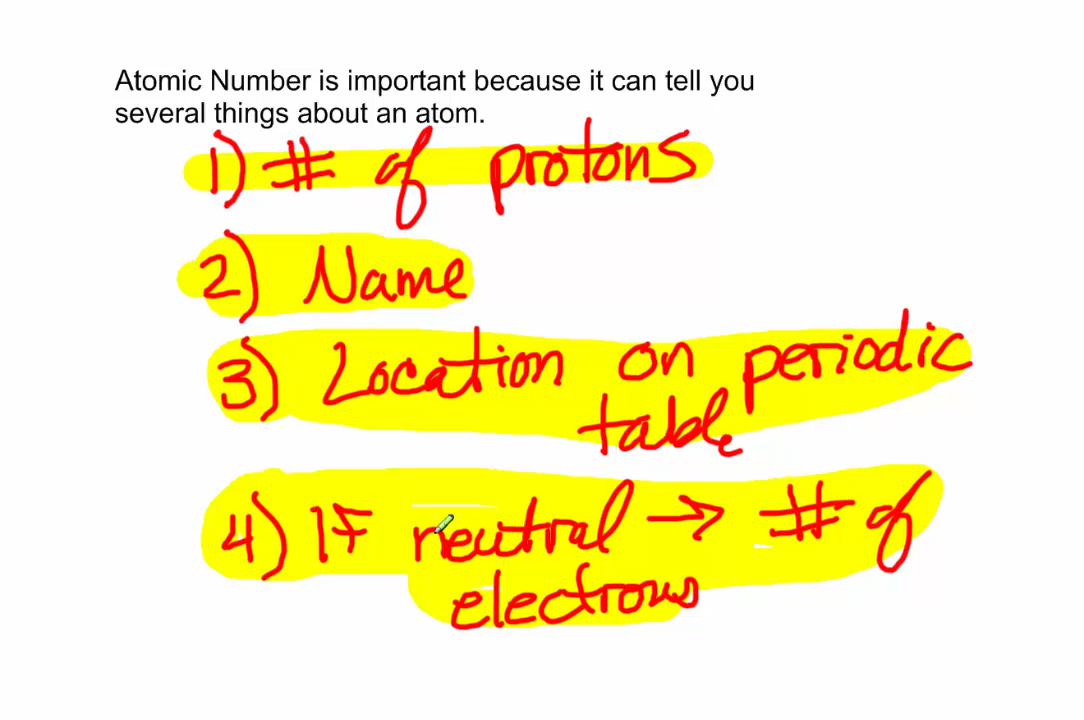 Atomic Number is important because it can tell you
several things about an atom.
1) # of protons
2) Name
3) Location on periodic
table
4) If neutral → # of
electrons